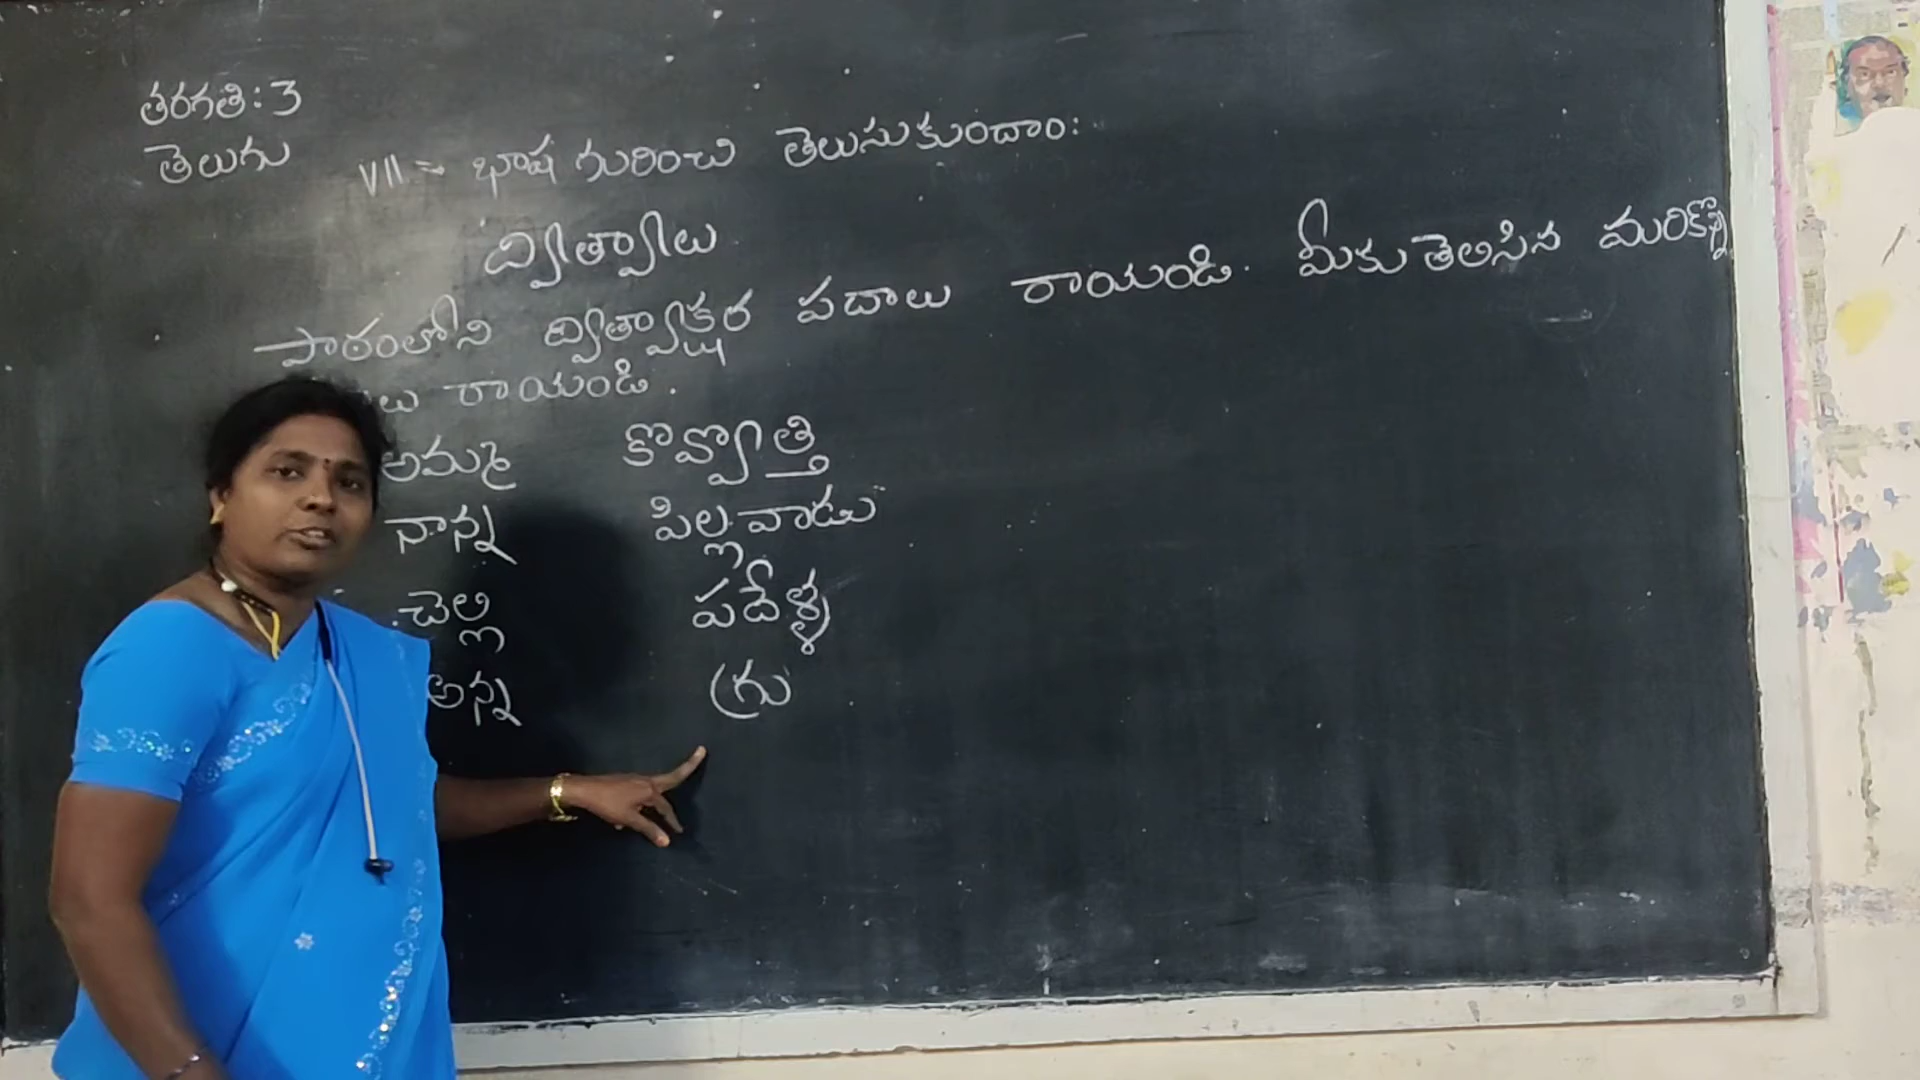 తరగతి: 3
తెలుగు
VII = భాష గురించి తెలుసుకుందాం:
ద్విత్వాలు
పాఠంలోని ద్విత్వాక్షర పదాలు రాయండి. మీకు తెలిసిన మరికొన్ని
లు రాయండి.
అమ్మ కొవ్వొత్తి
నాన్న పిల్లవాడు
చెల్లి పదేళ్ళ
అన్న గ్రు